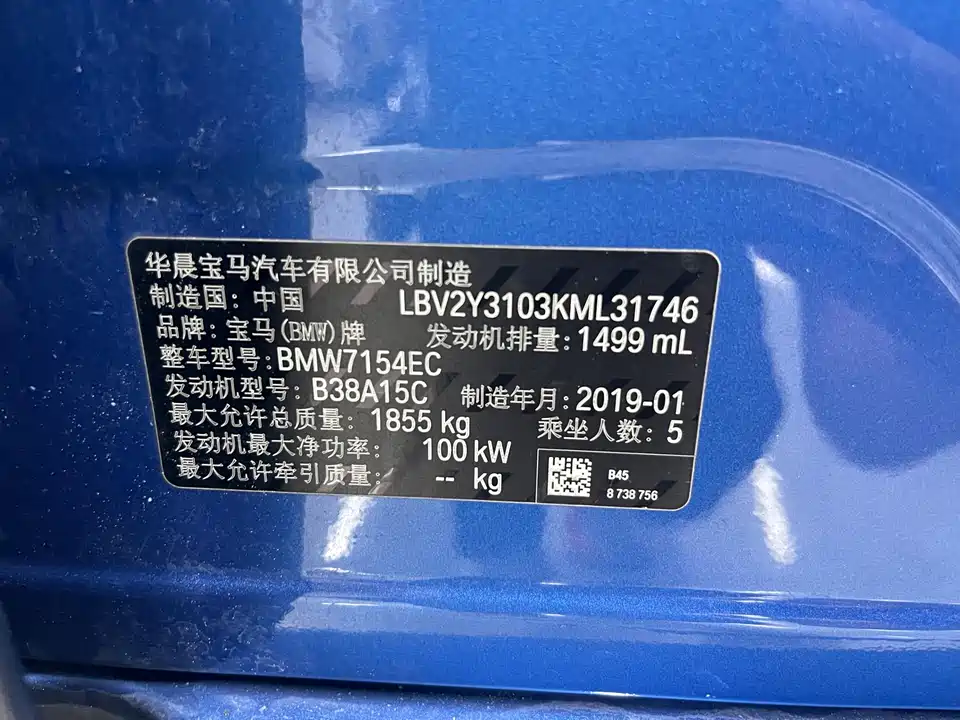 华晨宝马汽车有限公司制造
制造国: 中国 LBV2Y3103KML31746
品牌: 宝马(BMW)牌 发动机排量: 1499 mL
整车型号: BMW7154EC
发动机型号: B38A15C 制造年月: 2019-01
最大允许总质量: 1855 kg 乘坐人数: 5
发动机最大净功率: 100 kW
最大允许牵引质量: -- kg
B45
8 738 756